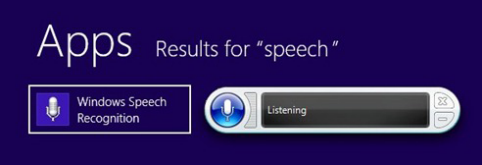 Apps Results for “speech”
Windows Speech
Recognition
Listening